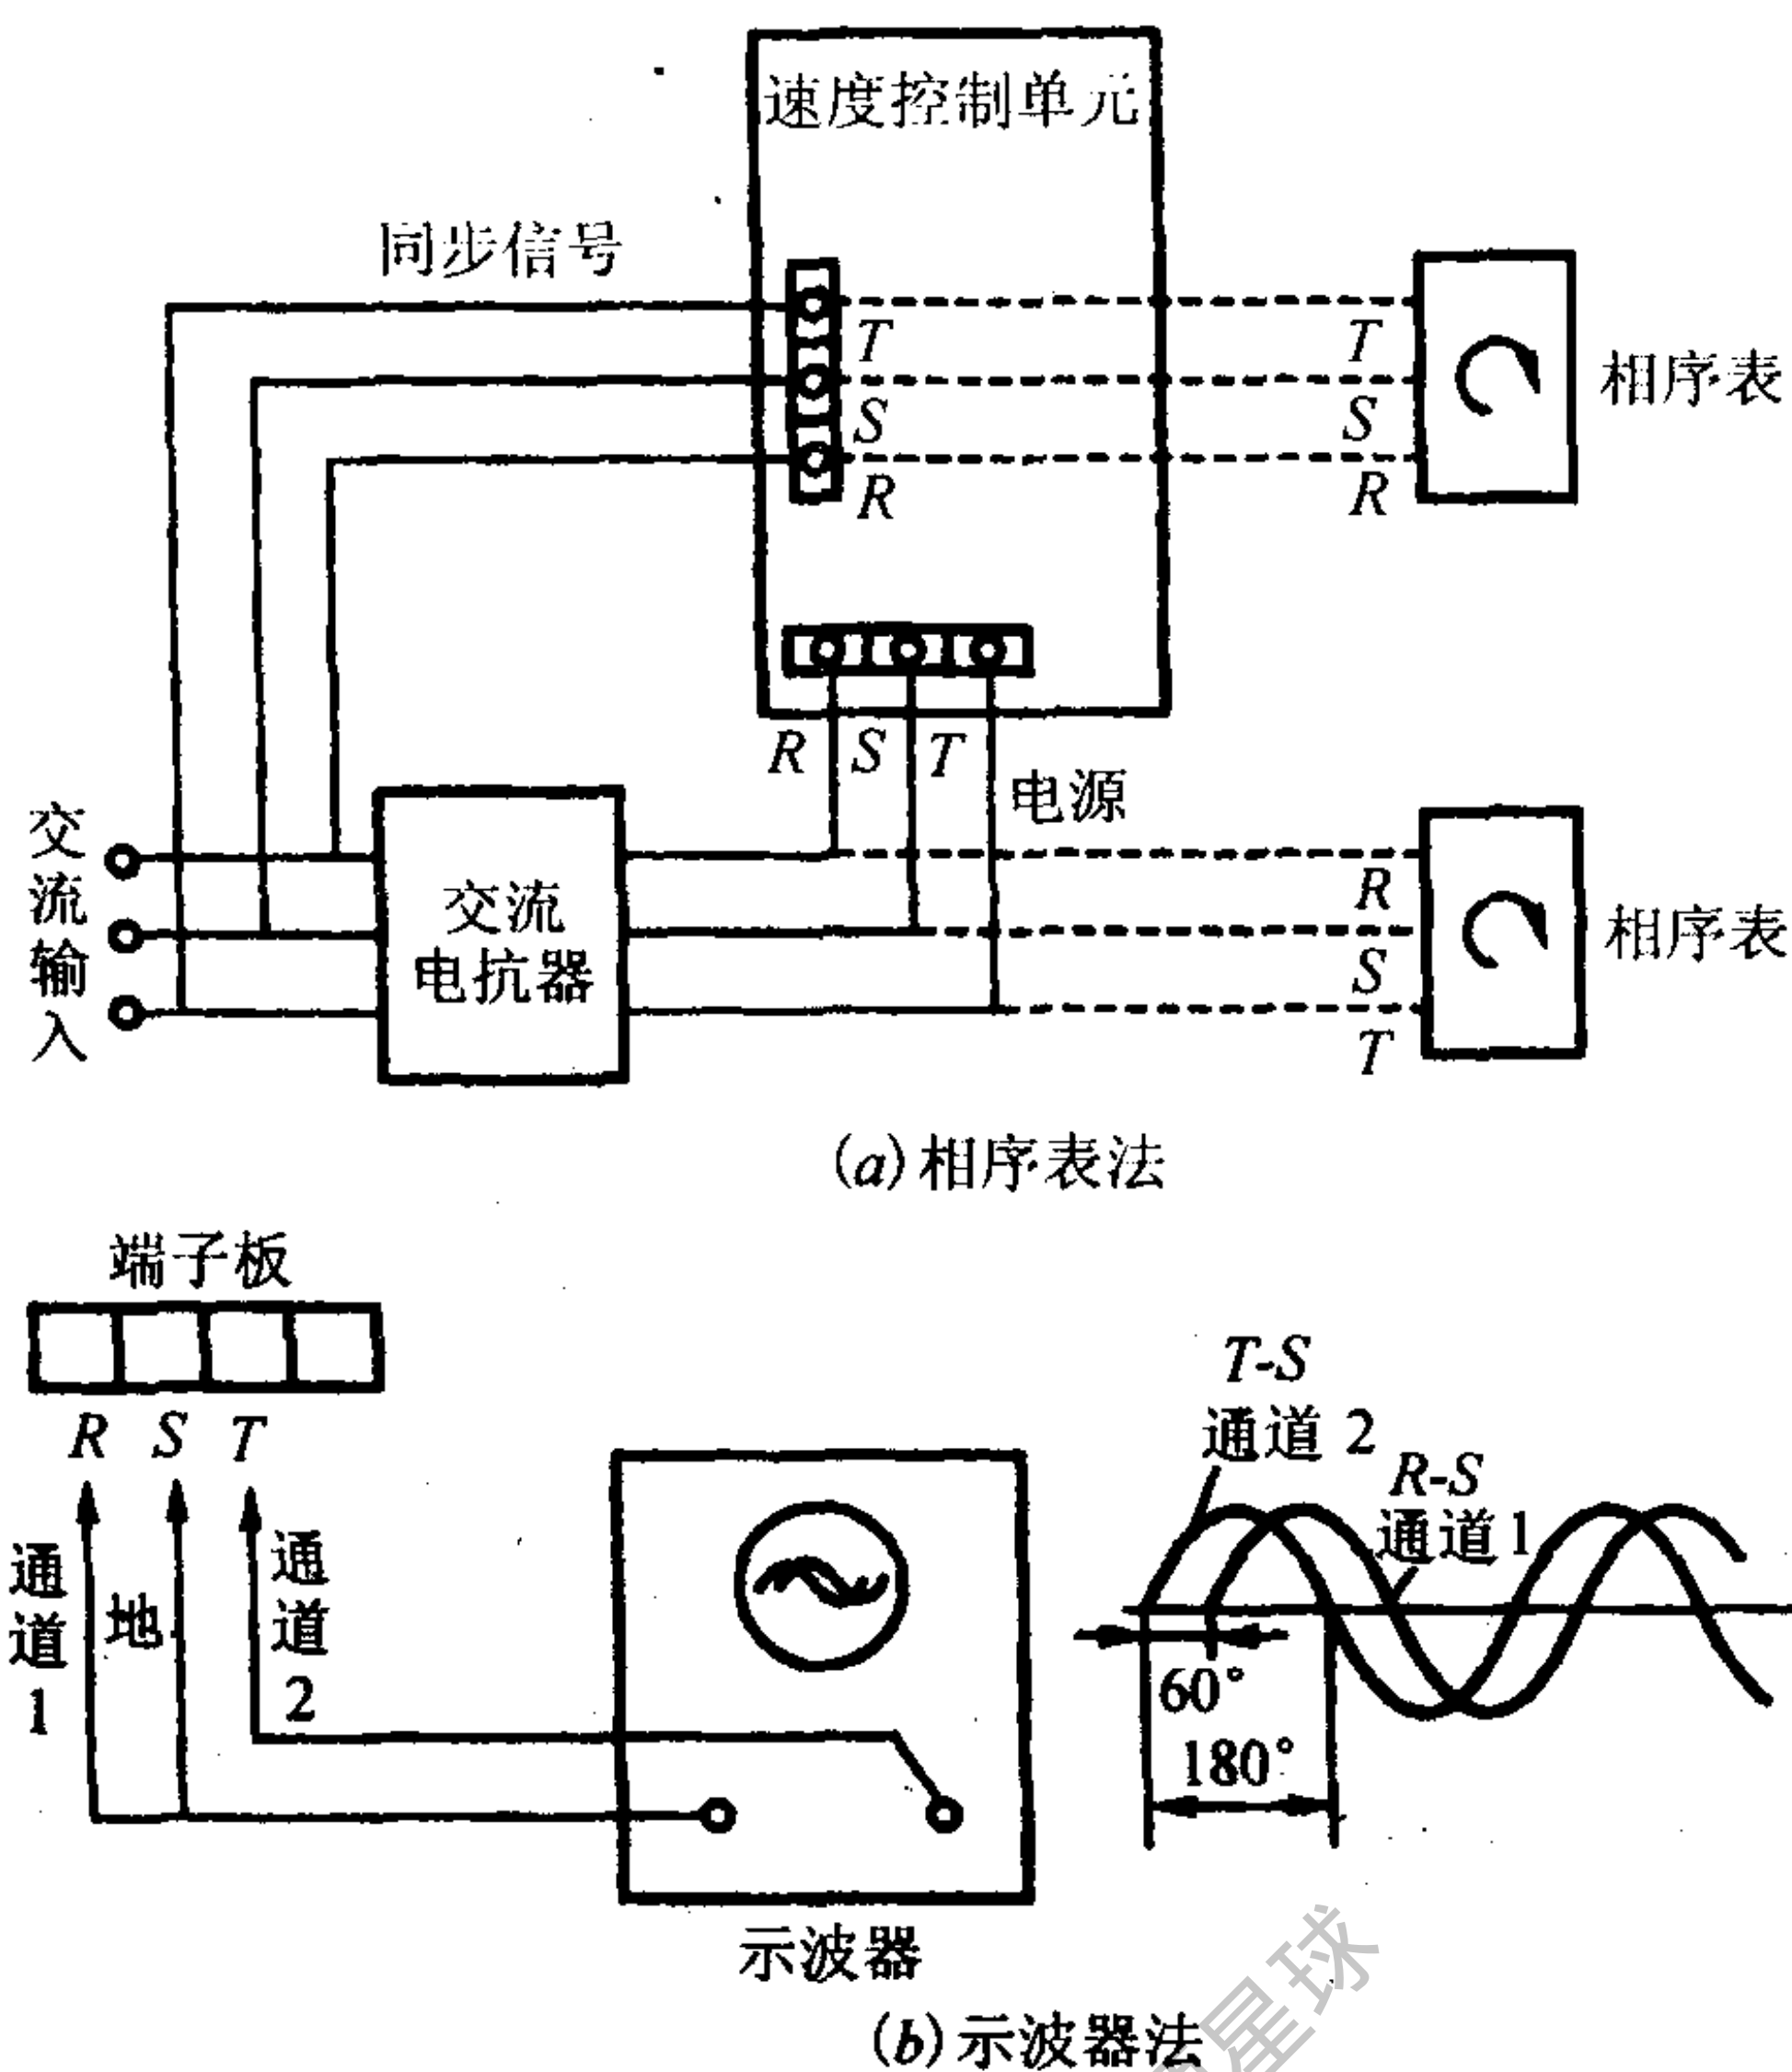 速度控制单元
同步信号
T
T
S
S
R
R
相序表
R S T
电源
交流输入
交流
电抗器
R
S
T
相序表
(a)相序表法
端子板
R S T
通道1
地
通道2
T-S
通道 2
R-S
通道1
60°
180°
示波器
(b)示波器法
星球